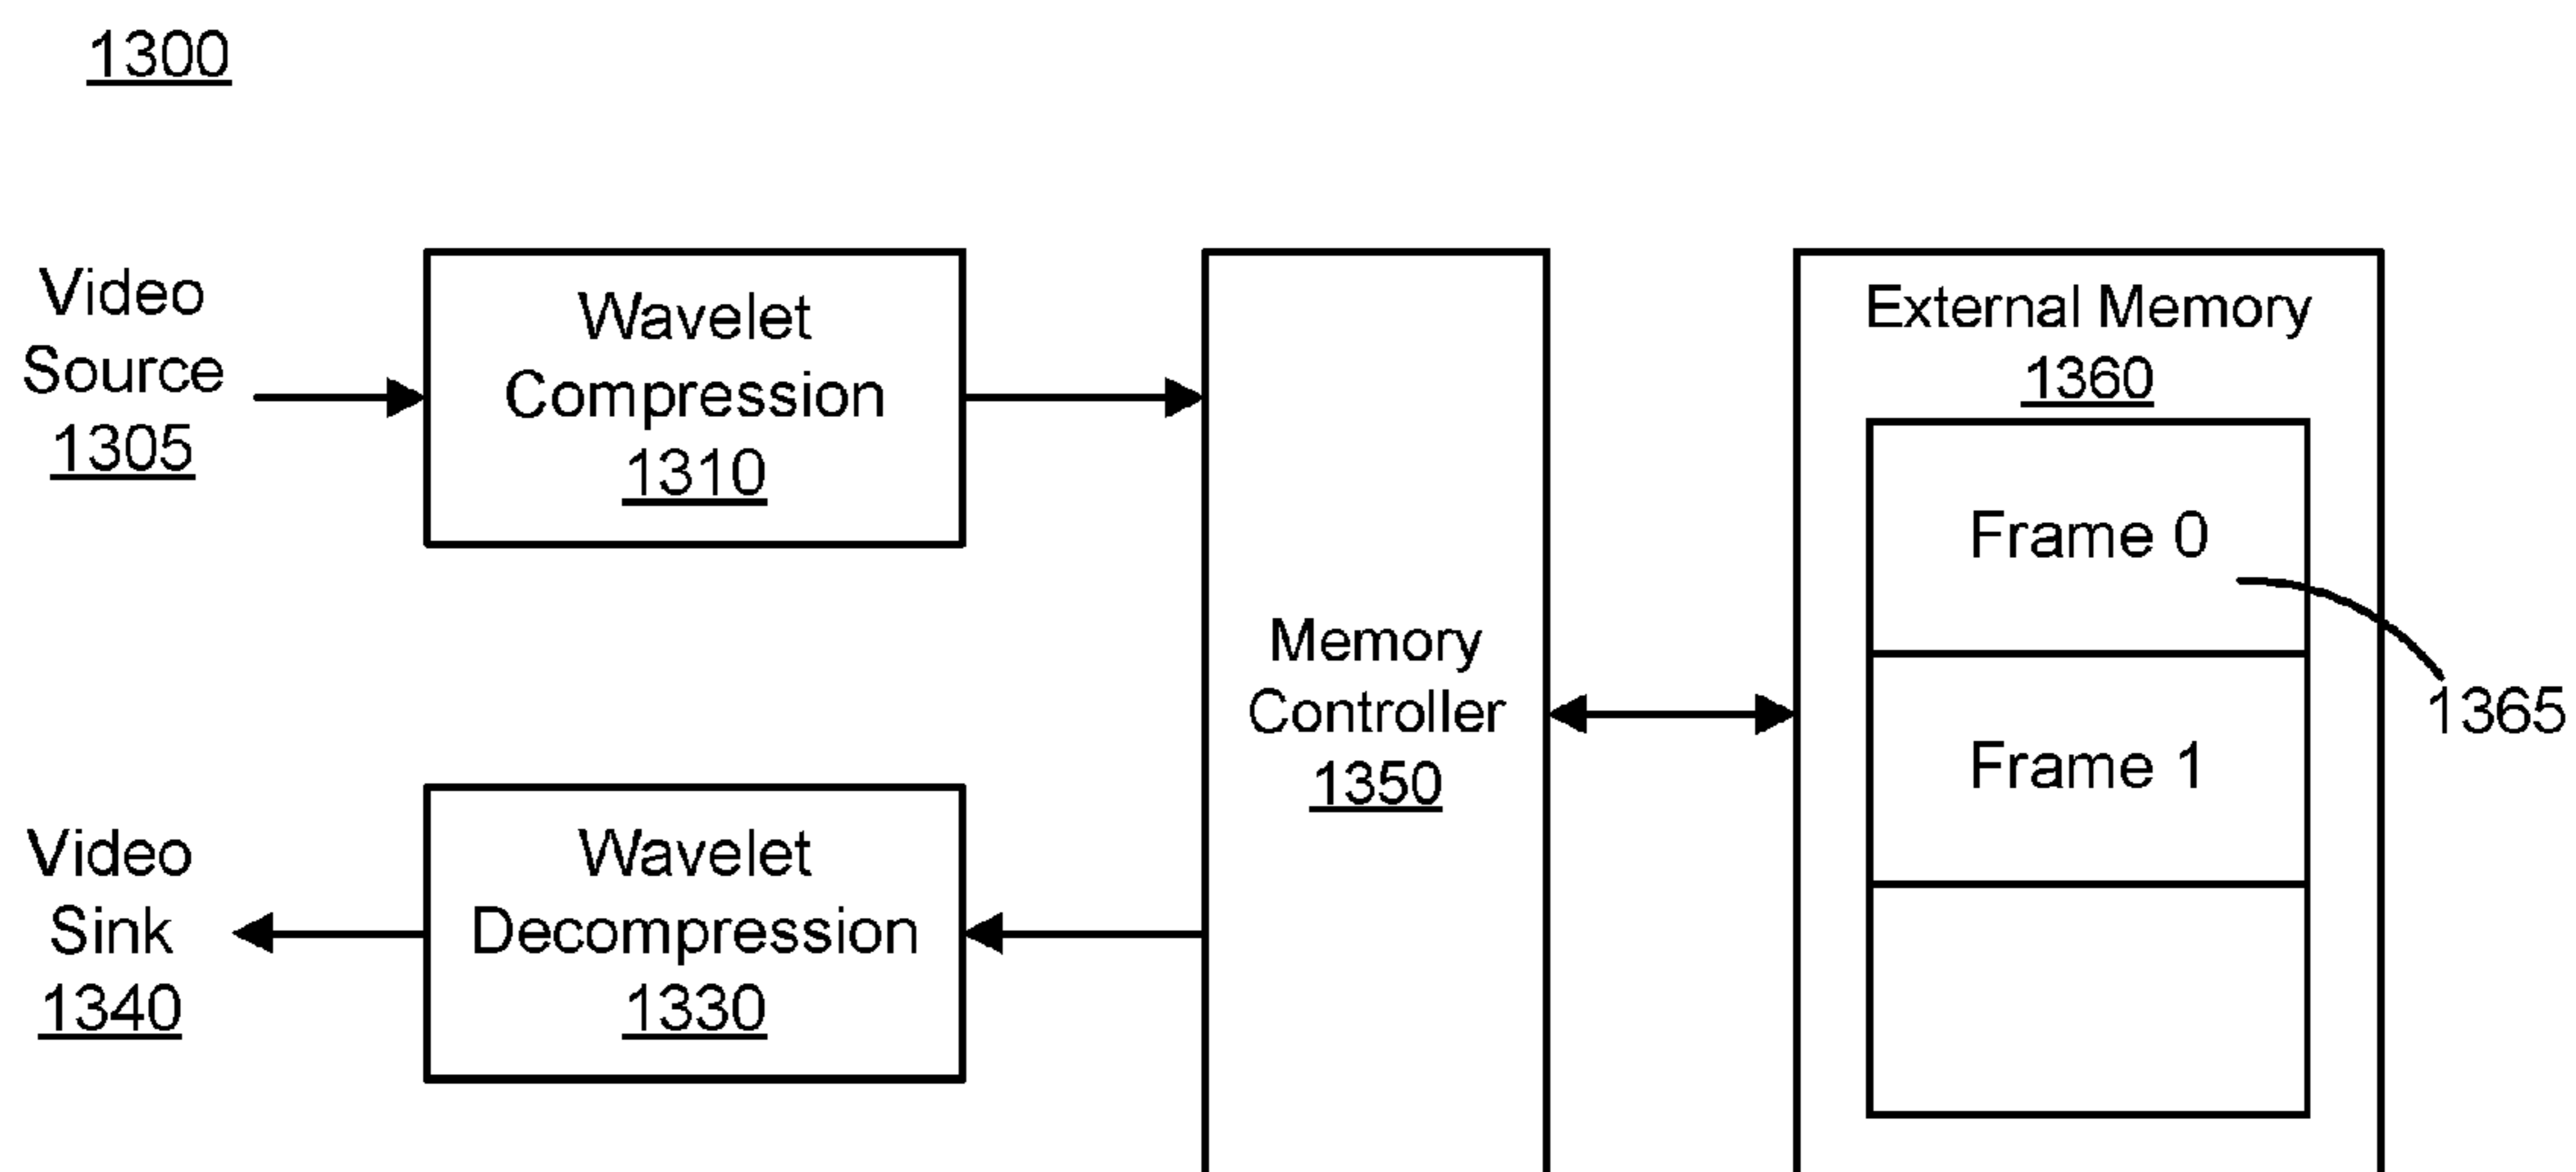 1300
Video
Source
1305
Wavelet
Compression
1310
Video
Sink
1340
Wavelet
Decompression
1330
Memory
Controller
1350
External Memory
1360
Frame 0
Frame 1
1365